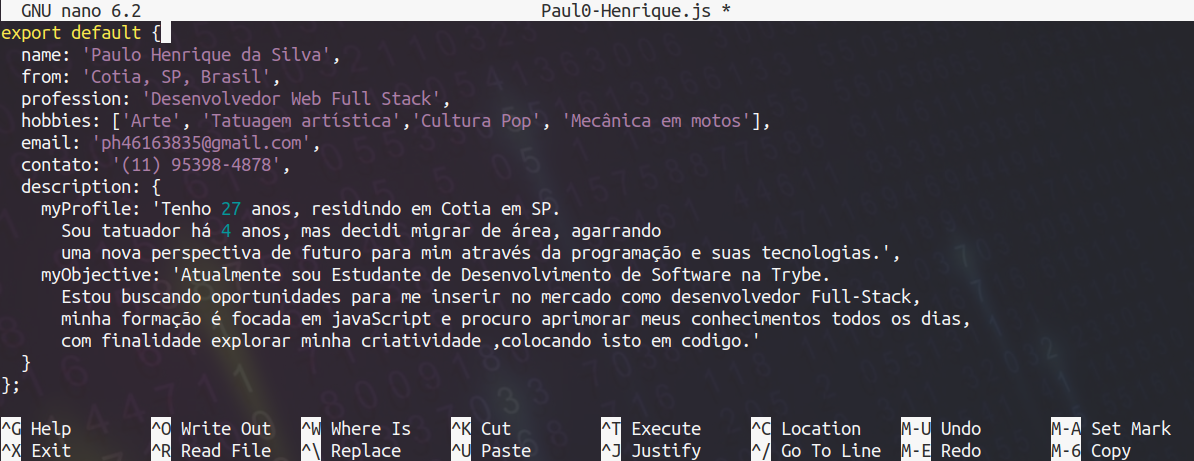 GNU nano 6.2 Paul0-Henrique.js *
export default {
name: 'Paulo Henrique da Silva',
from: 'Cotia, SP, Brasil',
profession: 'Desenvolvedor Web Full Stack',
hobbies: ['Arte', 'Tatuagem artística','Cultura Pop', 'Mecânica em motos'],
email: 'ph46163835@gmail.com',
contato: '(11) 95398-4878',
description: {
myProfile: 'Tenho 27 anos, residindo em Cotia em SP.
Sou tatuador há 4 anos, mas decidi migrar de área, agarrando
uma nova perspectiva de futuro para mim através da programação e suas tecnologias.',
myObjective: 'Atualmente sou Estudante de Desenvolvimento de Software na Trybe.
Estou buscando oportunidades para me inserir no mercado como desenvolvedor Full-Stack,
minha formação é focada em javaScript e procuro aprimorar meus conhecimentos todos os dias,
com finalidade explorar minha criatividade ,colocando isto em codigo.'
}
};
^G Help ^O Write Out ^W Where Is ^K Cut ^T Execute ^C Location M-U Undo M-A Set Mark
^X Exit ^R Read File ^\ Replace ^U Paste ^J Justify ^/ Go To Line M-E Redo M-6 Copy